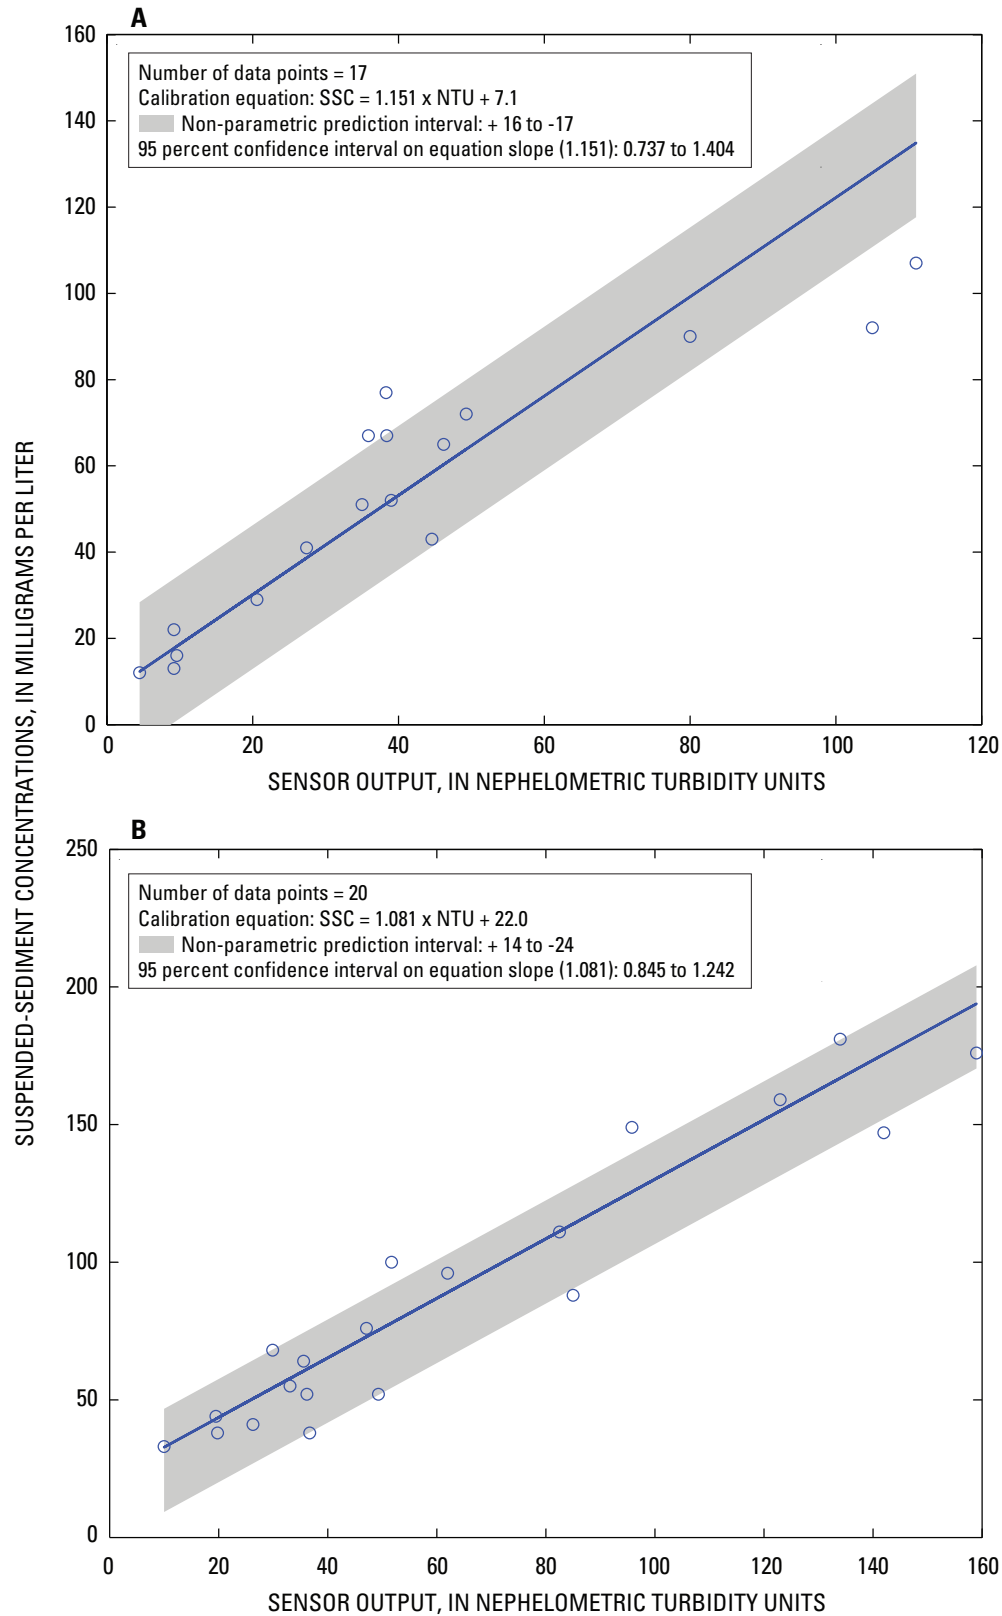 A
160
140
120
100
80
60
40
20
0
Number of data points = 17
Calibration equation: SSC = 1.151 x NTU + 7.1
Non-parametric prediction interval: + 16 to -17
95 percent confidence interval on equation slope (1.151): 0.737 to 1.404
0 20 40 60 80 100 120
SENSOR OUTPUT, IN NEPHELOMETRIC TURBIDITY UNITS
SUSPENDED-SEDIMENT CONCENTRATIONS, IN MILLIGRAMS PER LITER
B
250
200
150
100
50
0
Number of data points = 20
Calibration equation: SSC = 1.081 x NTU + 22.0
Non-parametric prediction interval: + 14 to -24
95 percent confidence interval on equation slope (1.081): 0.845 to 1.242
0 20 40 60 80 100 120 140 160
SENSOR OUTPUT, IN NEPHELOMETRIC TURBIDITY UNITS